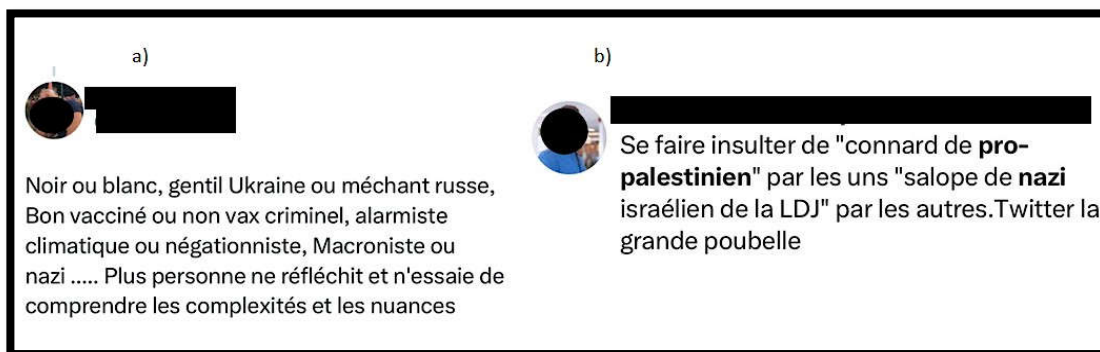 a)
Noir ou blanc, gentil Ukraine ou méchant russe,
Bon vacciné ou non vax criminel, alarmiste
climatique ou négationniste, Macroniste ou
nazi ..... Plus personne ne réfléchit et n'essaie de
comprendre les complexités et les nuances
b)
Se faire insulter de "connard de pro-
palestinien" par les uns "salope de nazi
israélien de la LDJ" par les autres.Twitter la
grande poubelle